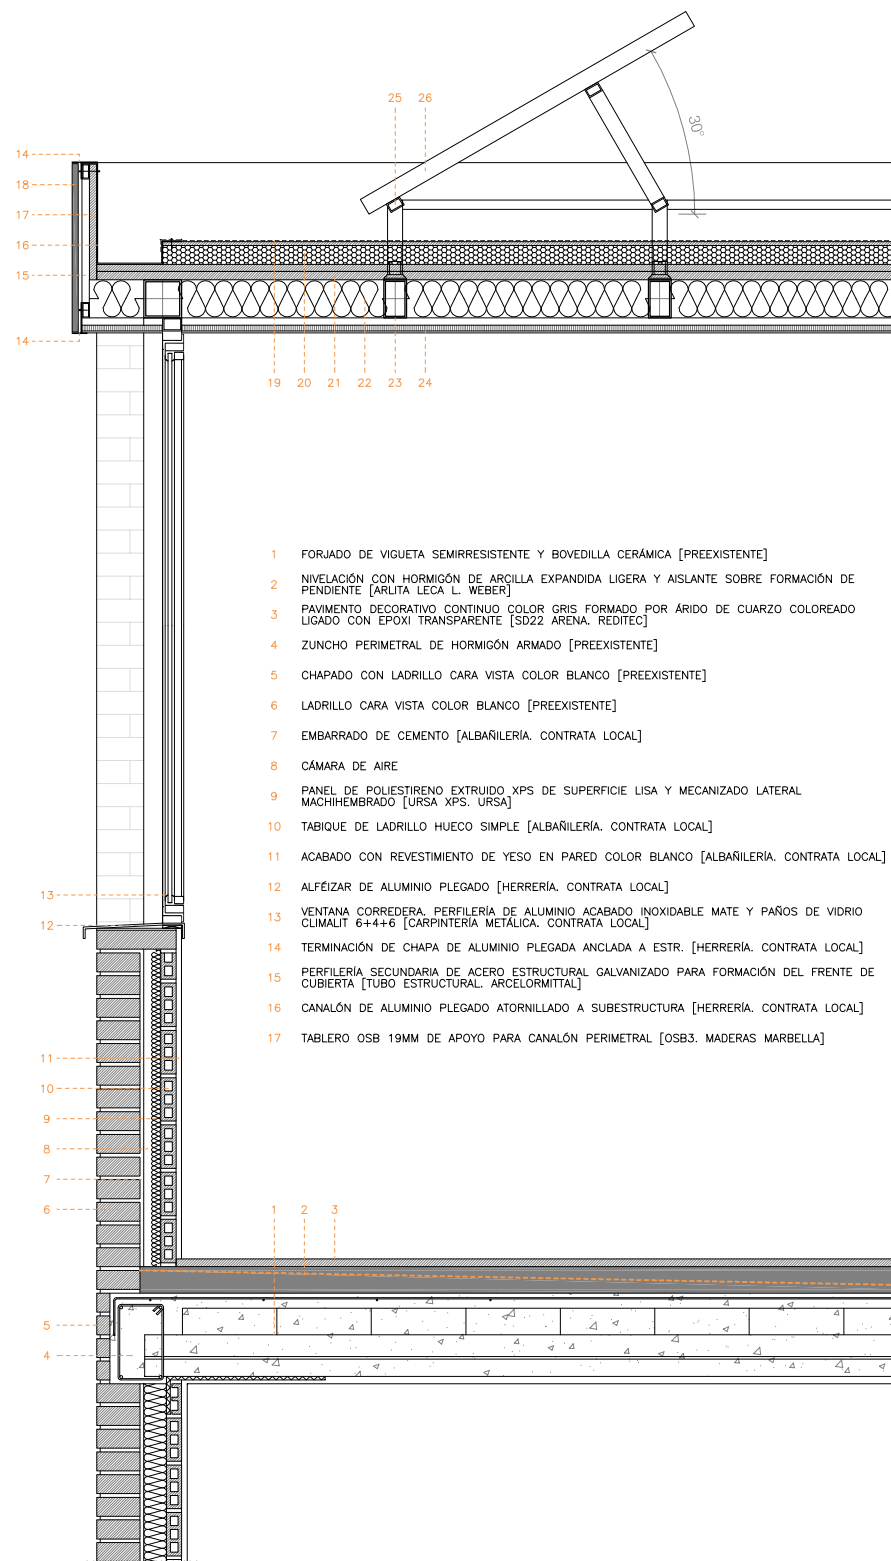 25 26
30°
14
18
17
16
15
14
19 20 21 22 23 24
1 FORJADO DE VIGUETA SEMIRRESISTENTE Y BOVEDILLA CERÁMICA [PREEXISTENTE]
2 NIVELACIÓN CON HORMIGÓN DE ARCILLA EXPANDIDA LIGERA Y AISLANTE SOBRE FORMACIÓN DE
PENDIENTE [ARLITA LECA L. WEBER]
3 PAVIMENTO DECORATIVO CONTINUO COLOR GRIS FORMADO POR ÁRIDO DE CUARZO COLOREADO
LIGADO CON EPOXI TRANSPARENTE [SD22 ARENA. REDITEC]
4 ZUNCHO PERIMETRAL DE HORMIGÓN ARMADO [PREEXISTENTE]
5 CHAPADO CON LADRILLO CARA VISTA COLOR BLANCO [PREEXISTENTE]
6 LADRILLO CARA VISTA COLOR BLANCO [PREEXISTENTE]
7 EMBARRADO DE CEMENTO [ALBAÑILERÍA. CONTRATA LOCAL]
8 CÁMARA DE AIRE
9 PANEL DE POLIESTIRENO EXTRUIDO XPS DE SUPERFICIE LISA Y MECANIZADO LATERAL
MACHIHEMBRADO [URSA XPS. URSA]
10 TABIQUE DE LADRILLO HUECO SIMPLE [ALBAÑILERÍA. CONTRATA LOCAL]
11 ACABADO CON REVESTIMIENTO DE YESO EN PARED COLOR BLANCO [ALBAÑILERÍA. CONTRATA LOCAL]
12 ALFÉIZAR DE ALUMINIO PLEGADO [HERRERÍA. CONTRATA LOCAL]
13 VENTANA CORREDERA. PERFILERÍA DE ALUMINIO ACABADO INOXIDABLE MATE Y PAÑOS DE VIDRIO
CLIMALIT 6+4+6 [CARPINTERÍA METÁLICA. CONTRATA LOCAL]
14 TERMINACIÓN DE CHAPA DE ALUMINIO PLEGADA ANCLADA A ESTR. [HERRERÍA. CONTRATA LOCAL]
15 PERFILERÍA SECUNDARIA DE ACERO ESTRUCTURAL GALVANIZADO PARA FORMACIÓN DEL FRENTE DE
CUBIERTA [TUBO ESTRUCTURAL. ARCELORMITTAL]
16 CANALÓN DE ALUMINIO PLEGADO ATORNILLADO A SUBESTRUCTURA [HERRERÍA. CONTRATA LOCAL]
17 TABLERO OSB 19MM DE APOYO PARA CANALÓN PERIMETRAL [OSB3. MADERAS MARBELLA]
13
12
11
10
9
8
7
6
1 2 3
5
4